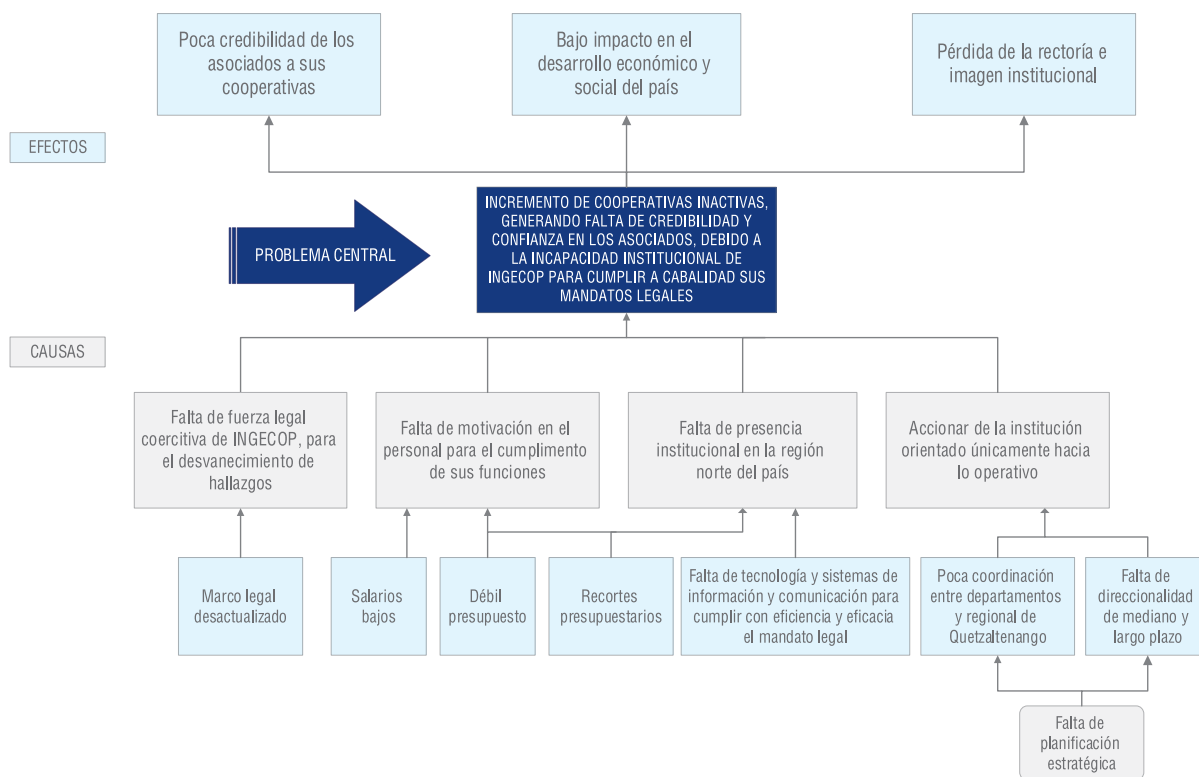 Poca credibilidad de los
asociados a sus
cooperativas
Bajo impacto en el
desarrollo económico y
social del país
Pérdida de la rectoría e
imagen institucional
EFECTOS
PROBLEMA CENTRAL
INCREMENTO DE COOPERATIVAS INACTIVAS,
GENERANDO FALTA DE CREDIBILIDAD Y
CONFIANZA EN LOS ASOCIADOS, DEBIDO A
LA INCAPACIDAD INSTITUCIONAL DE
INGECOP PARA CUMPLIR A CABALIDAD SUS
MANDATOS LEGALES
CAUSAS
Falta de fuerza legal
coercitiva de INGECOP, para
el desvanecimiento de
hallazgos
Falta de motivación en el
personal para el cumplimento
de sus funciones
Falta de presencia
institucional en la región
norte del país
Accionar de la institución
orientado únicamente hacia
lo operativo
Marco legal
desactualizado
Salarios
bajos
Débil
presupuesto
Recortes
presupuestarios
Falta de tecnología y sistemas de
información y comunicación para
cumplir con eficiencia y eficacia
el mandato legal
Poca coordinación
entre departamentos
y regional de
Quetzaltenango
Falta de
direccionalidad
de mediano y
largo plazo
Falta de
planificación
estratégica